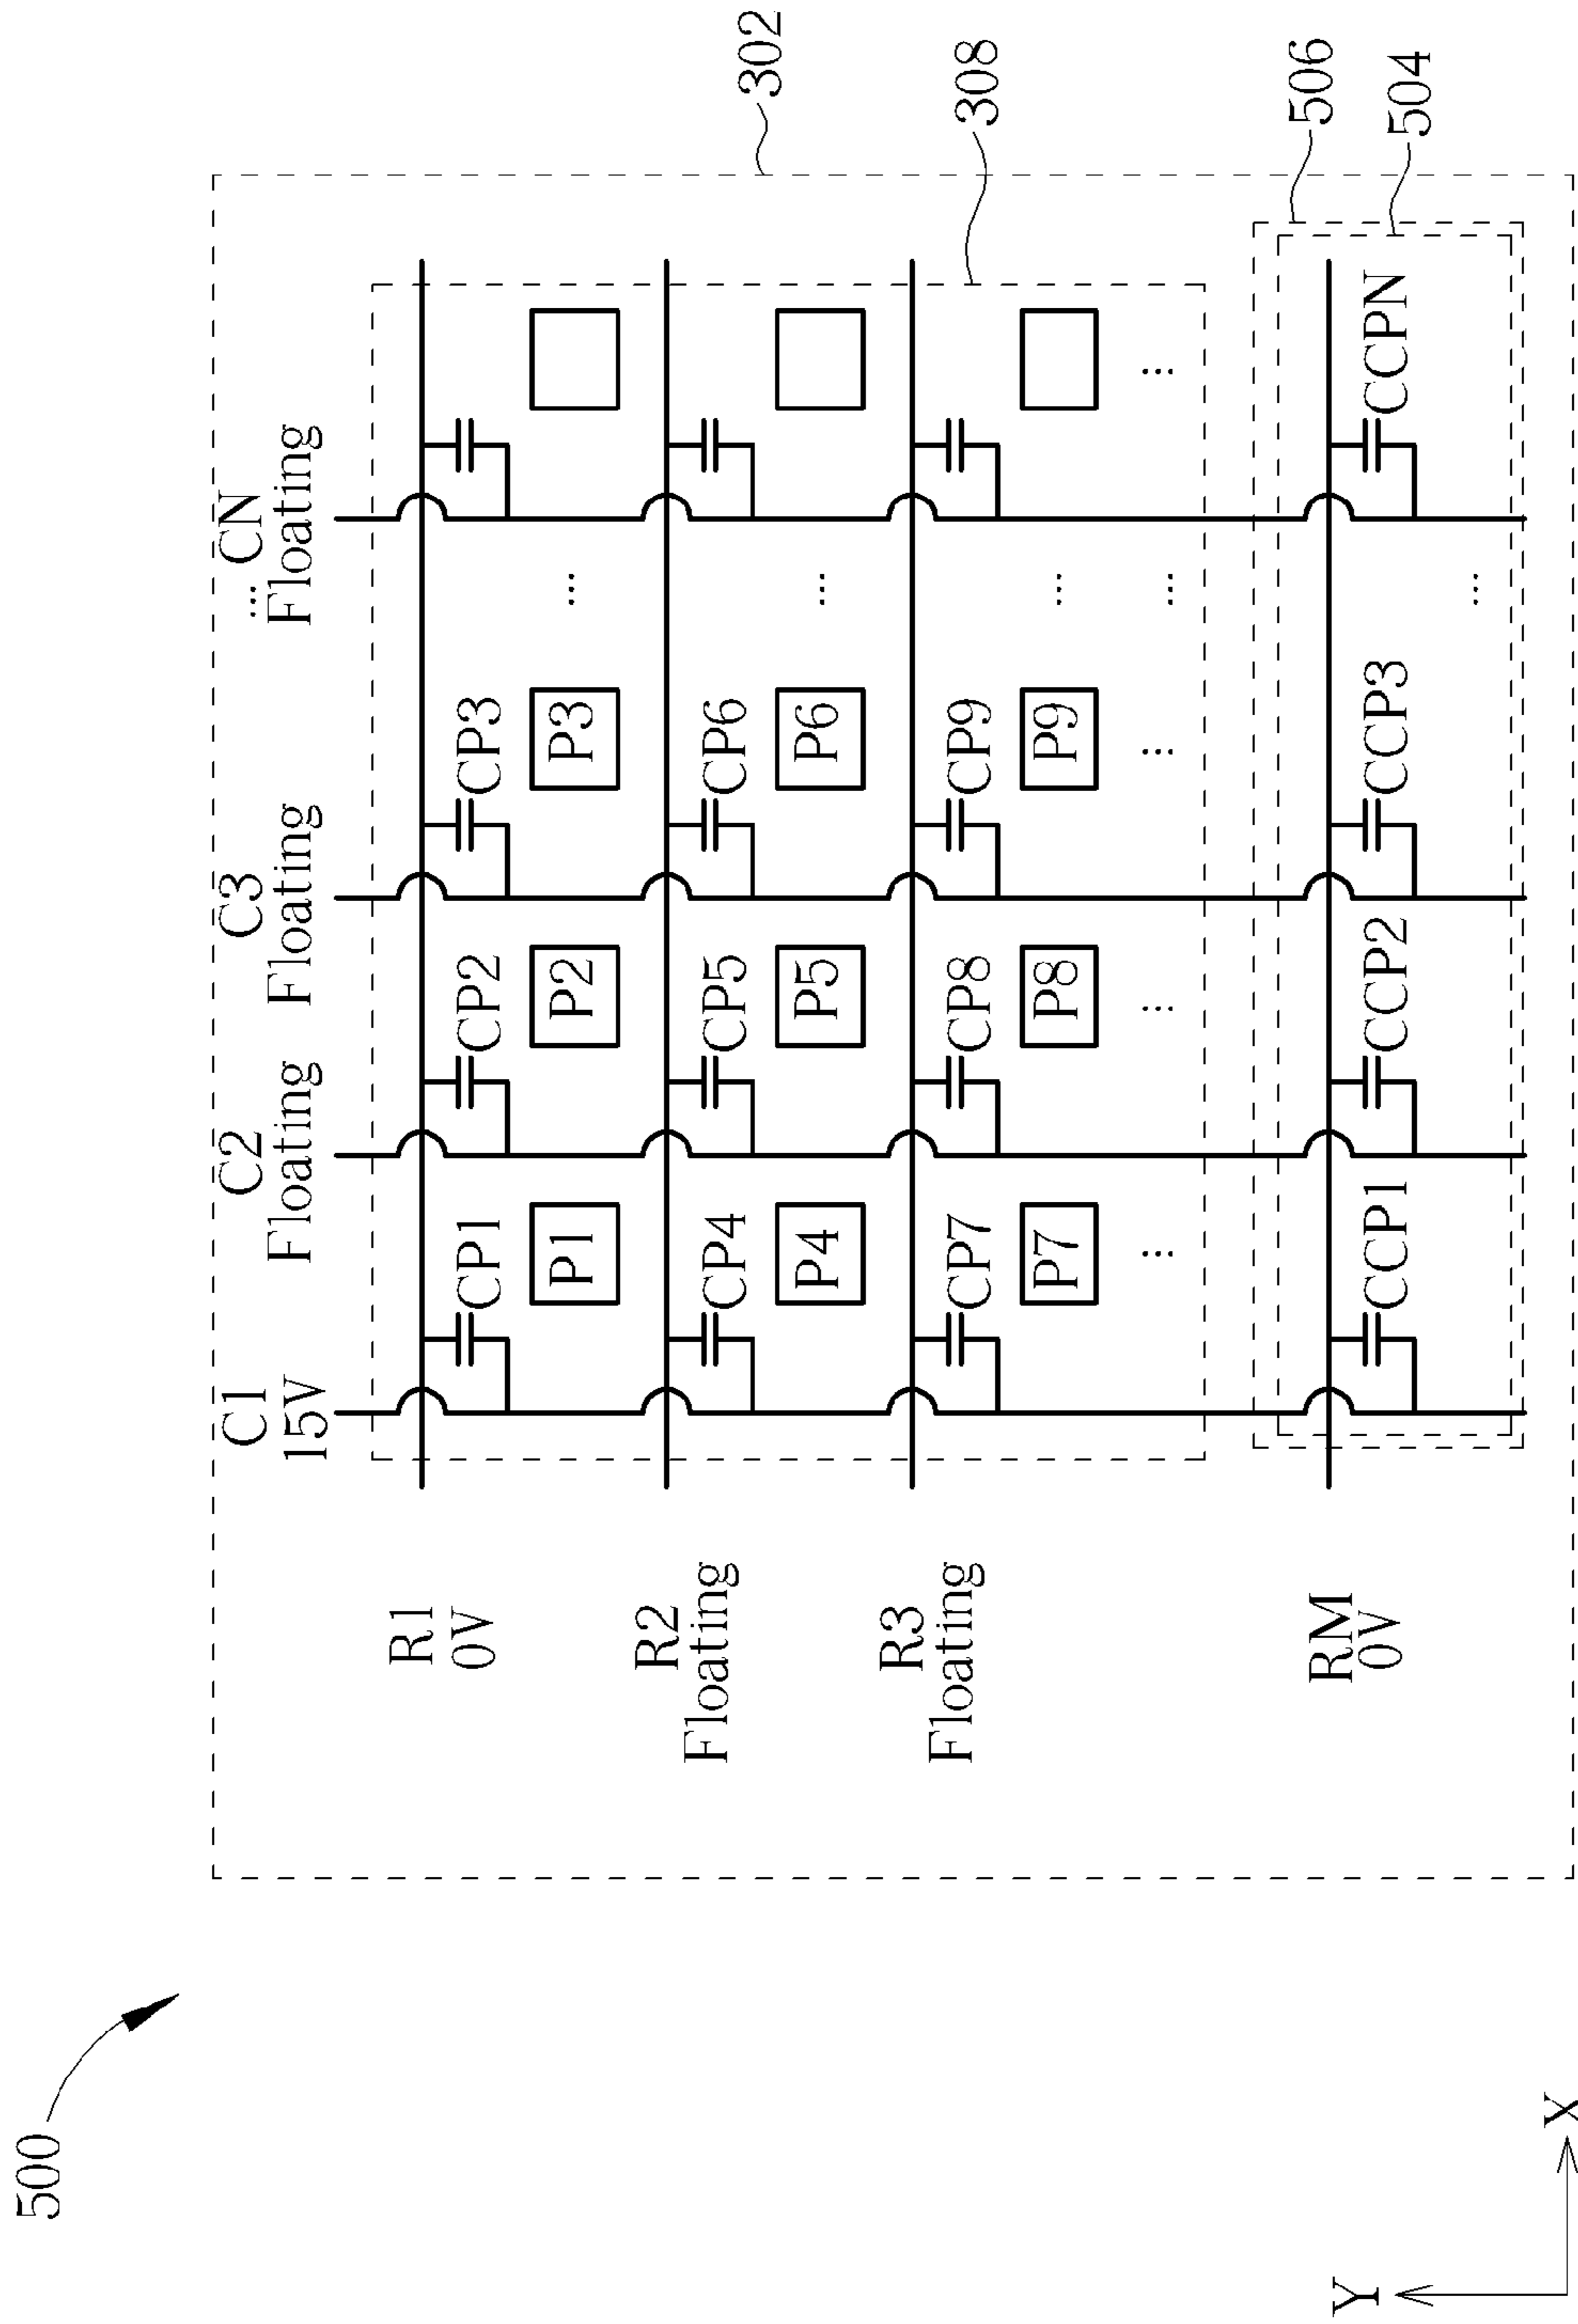 500
302
308
506
504
C1 C2 C3 ... CN
15V Floating Floating Floating
R1
0V
CP1 CP2 CP3
P1 P2 P3 ...
R2
Floating
CP4 CP5 CP6
P4 P5 P6 ...
R3
Floating
CP7 CP8 CP9
P7 P8 P9 ...
... ... ... ... ...
RM
0V
CCP1 CCP2 CCP3 CCPN
...
Y
X